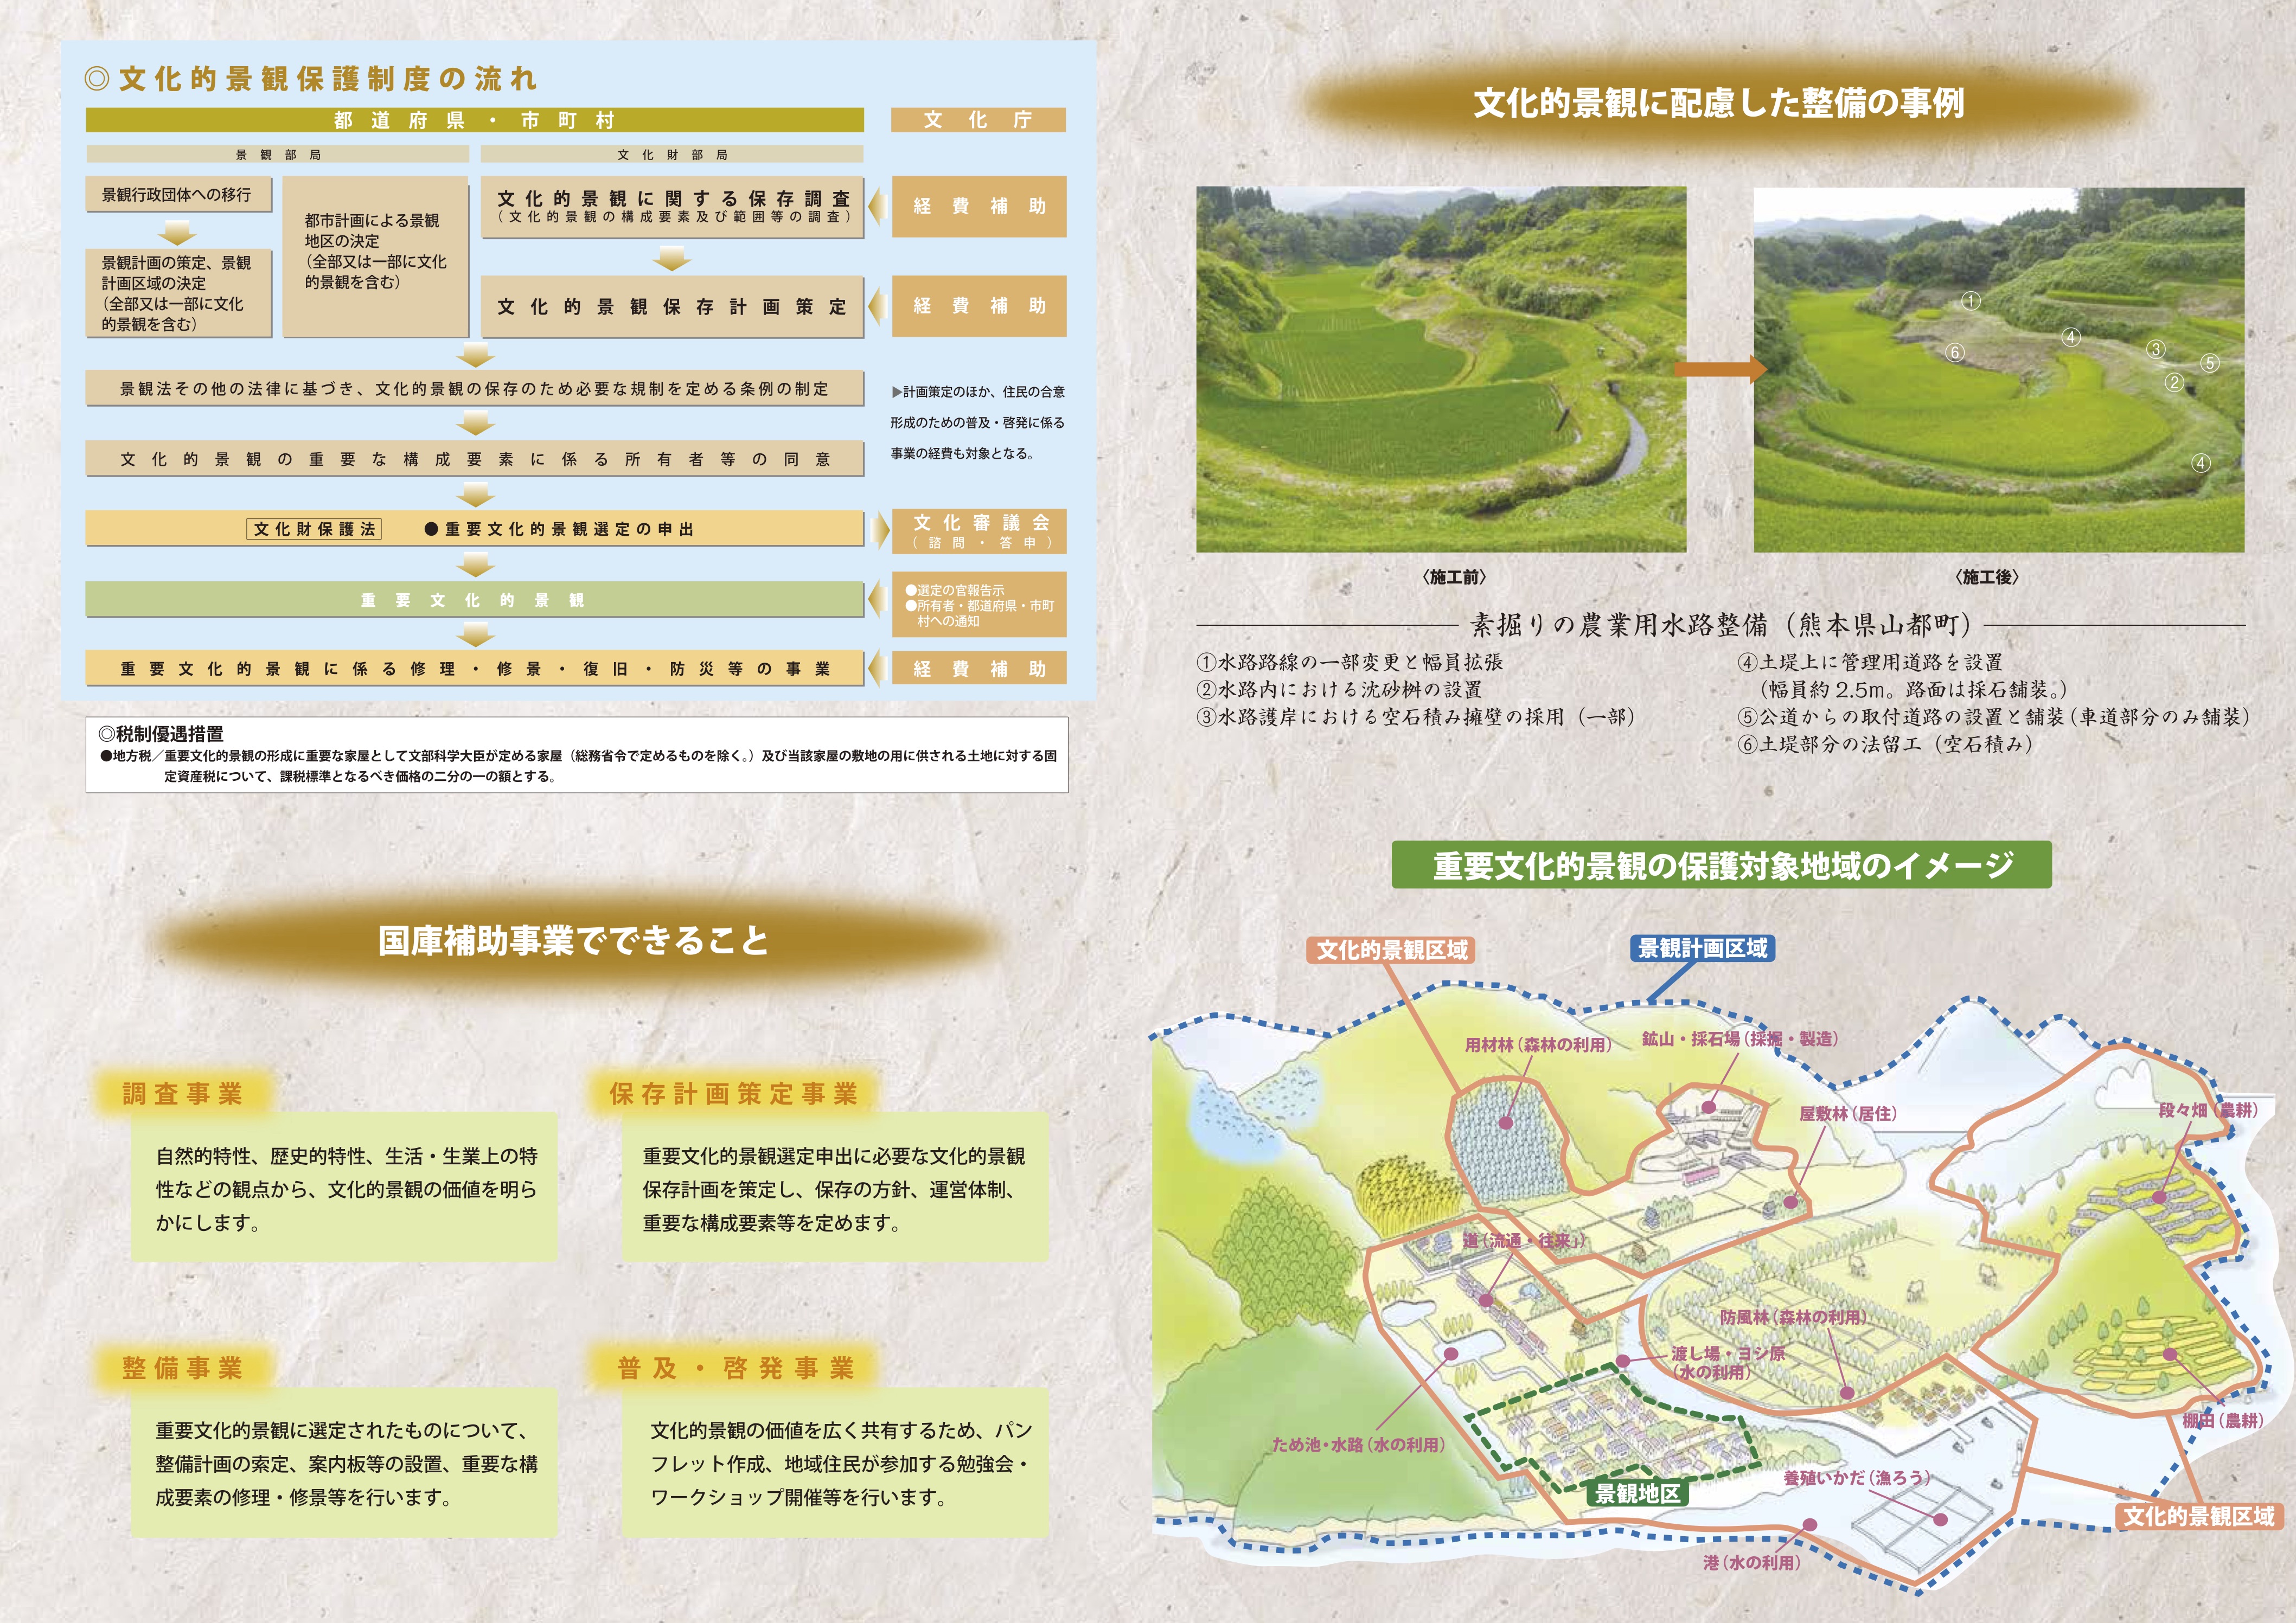 ◎文化的景観保護制度の流れ
都道府県・市町村
文化庁
景観部局
文化財部局
景観行政団体への移行
景観計画の策定、景観
計画区域の決定
（全部又は一部に文化
的景観を含む）
都市計画による景観
地区の決定
（全部又は一部に文化
的景観を含む）
文化的景観に関する保存調査
（文化的景観の構成要素及び範囲等の調査）
経費補助
文化的景観保存計画策定
経費補助
景観法その他の法律に基づき、文化的景観の保存のため必要な規制を定める条例の制定
▶計画策定のほか、住民の合意
形成のための普及・啓発に係る
事業の経費も対象となる。
文化的景観の重要な構成要素に係る所有者等の同意
文化財保護法 ●重要文化的景観選定の申出
文化審議会
（諮問・答申）
重要文化的景観
●選定の官報告示
●所有者・都道府県・市町
村への通知
重要文化的景観に係る修理・修景・復旧・防災等の事業
経費補助
◎税制優遇措置
●地方税／重要文化的景観の形成に重要な家屋として文部科学大臣が定める家屋（総務省令で定めるものを除く。）及び当該家屋の敷地の用に供される土地に対する固
定資産税について、課税標準となるべき価格の二分の一の額とする。
文化的景観に配慮した整備の事例
①
④
⑥
③
⑤
②
④
〈施工前〉
〈施工後〉
素掘りの農業用水路整備（熊本県山都町）
①水路路線の一部変更と幅員拡張
②水路内における沈砂桝の設置
③水路護岸における空石積み擁壁の採用（一部）
④土堤上に管理用道路を設置
（幅員約 2.5m。路面は採石舗装。）
⑤公道からの取付道路の設置と舗装（車道部分のみ舗装）
⑥土堤部分の法留工（空石積み）
国庫補助事業でできること
調査事業
自然的特性、歴史的特性、生活・生業上の特
性などの観点から、文化的景観の価値を明ら
かにします。
保存計画策定事業
重要文化的景観選定申出に必要な文化的景観
保存計画を策定し、保存の方針、運営体制、
重要な構成要素等を定めます。
整備事業
重要文化的景観に選定されたものについて、
整備計画の索定、案内板等の設置、重要な構
成要素の修理・修景等を行います。
普及・啓発事業
文化的景観の価値を広く共有するため、パン
フレット作成、地域住民が参加する勉強会・
ワークショップ開催等を行います。
重要文化的景観の保護対象地域のイメージ
文化的景観区域
景観計画区域
用材林（森林の利用）
鉱山・採石場（採掘・製造）
屋敷林（居住）
段々畑（農耕）
道（流通・往来」）
防風林（森林の利用）
渡し場・ヨシ原
（水の利用）
棚田（農耕）
ため池・水路（水の利用）
養殖いかだ（漁ろう）
景観地区
文化的景観区域
港（水の利用）